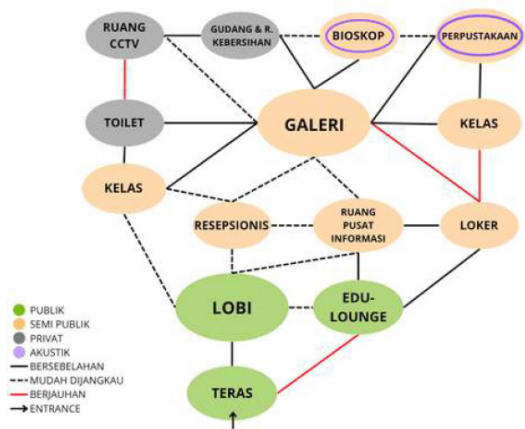 RUANG
CCTV
GUDANG & R.
KEBERSIHAN
BIOSKOP
PERPUSTAKAAN
TOILET
GALERI
KELAS
KELAS
RESEPSIONIS
RUANG
PUSAT
INFORMASI
LOKER
LOBI
EDU-
LOUNGE
TERAS
PUBLIK
SEMI PUBLIK
PRIVAT
AKUSTIK
BERSEBELAHAN
MUDAH DIJANGKAU
BERJAUHAN
ENTRANCE